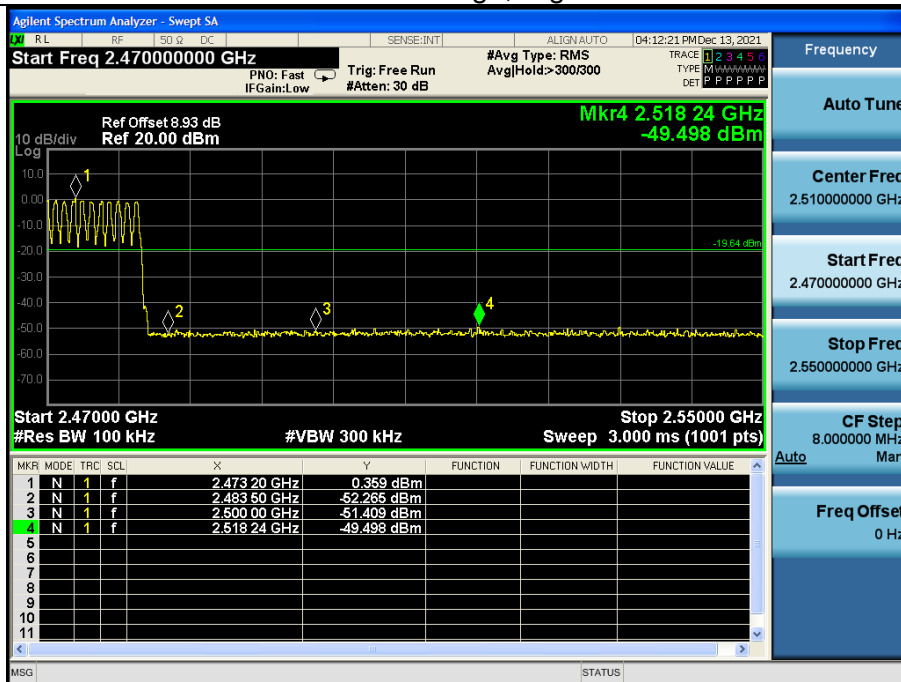 Agilent Spectrum Analyzer - Swept SA
LXI RL RF 50 Ω DC SENSE:INT ALIGN AUTO 04:12:21 PM Dec 13, 2021
Start Freq 2.470000000 GHz
PNO: Fast
IFGain:Low
Trig: Free Run
#Atten: 30 dB
#Avg Type: RMS
Avg|Hold:>300/300
TRACE 1 2 3 4 5 6
TYPE M
DET P P P P P P
Mkr4 2.518 24 GHz
-49.498 dBm
Ref Offset 8.93 dB
10 dB/div Ref 20.00 dBm
Log
10.0
0.00
-10.0
-20.0
-30.0
-40.0
-50.0
-60.0
-70.0
1
2
3
4
-19.64 dBm
Start 2.47000 GHz Stop 2.55000 GHz
#Res BW 100 kHz #VBW 300 kHz Sweep 3.000 ms (1001 pts)
MKR MODE TRC SCL X Y FUNCTION FUNCTION WIDTH FUNCTION VALUE
1 N 1 f 2.473 20 GHz 0.359 dBm
2 N 1 f 2.483 50 GHz -52.265 dBm
3 N 1 f 2.500 00 GHz -51.409 dBm
4 N 1 f 2.518 24 GHz -49.498 dBm
5
6
7
8
9
10
11
MSG STATUS
Frequency
Auto Tune
Center Freq
2.510000000 GHz
Start Freq
2.470000000 GHz
Stop Freq
2.550000000 GHz
CF Step
8.000000 MHz
Auto Man
Freq Offset
0 Hz